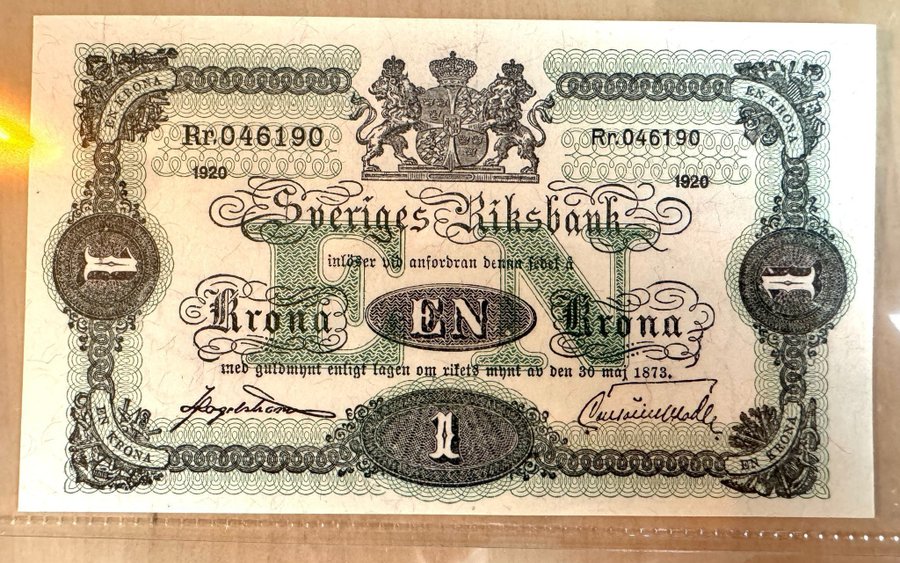 EN KRONA
EN KRONA
Rr.046190
Rr.046190
1920
1920
Sveriges Riksbank
inlöser vid anfordran denna sedel å
1
1
Krona EN Krona
EN
med guldmynt enligt lagen om rikets mynt av den 30 maj 1873.
1
EN KRONA
EN KRONA